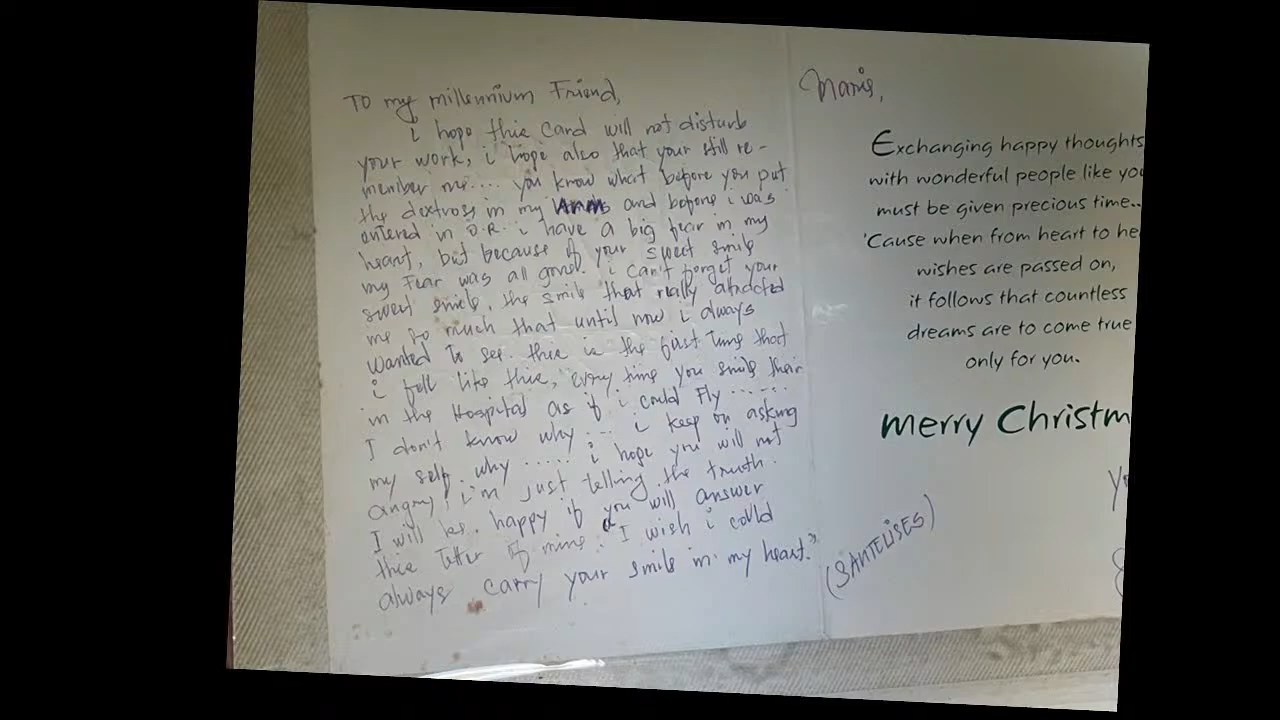 To my millennium Friend,
i hope this card will not disturb
your work, i hope also that your still re-
member me.... you know what before you put
the dextross in my and before i was
entered in O.R. i have a big fear in my
heart, but because of your sweet smile
my Fear was all gone. i can't forget your
sweet smile, the smile that really attracted
me so much that until now i always
wanted to see. this is the first time that
i fell like this, every time you smile their
in the Hospital as if i could Fly ......
I don't know why ... i keep on asking
my self why ..... i hope you will not
angry, i'm just telling the truth.
I will be happy if you will answer
this letter of mine. I wish i could
always carry your smile in my heart."
Exchanging happy thoughts
with wonderful people like yo
must be given precious time..
'Cause when from heart to he
wishes are passed on,
it follows that countless
dreams are to come true
only for you.
Merry Christm
(SANTELISES)